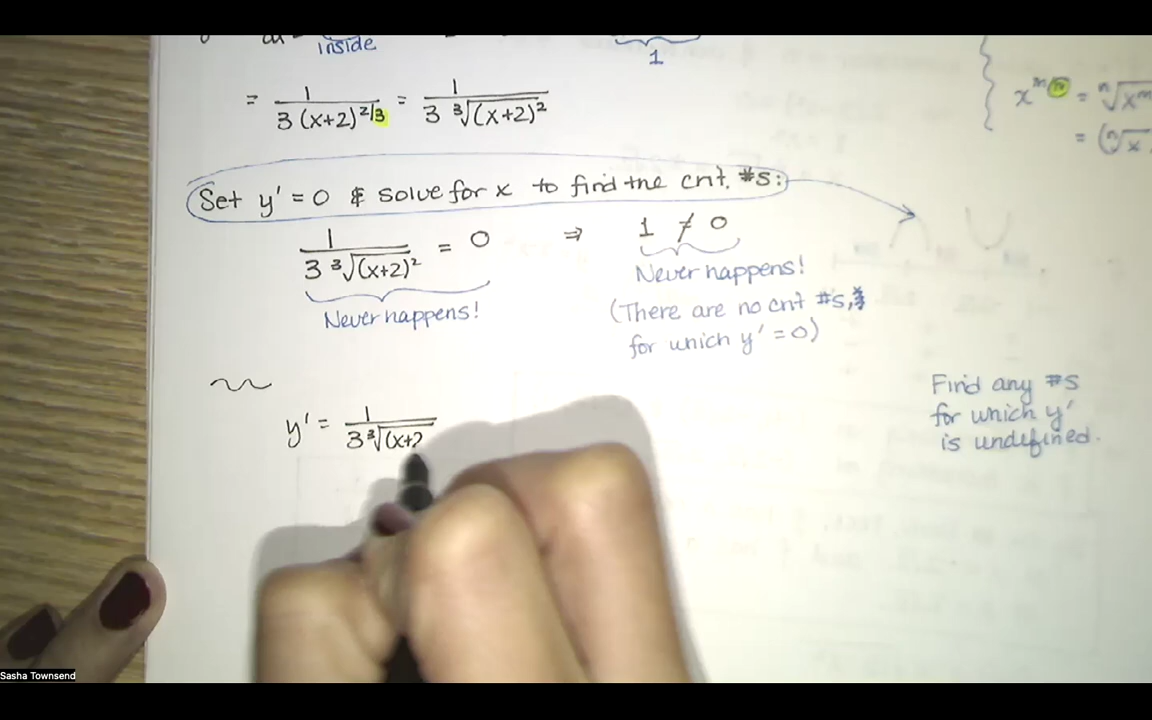 inside
1
= 1 / 3 (x+2)^2/3 = 1 / 3 ∛(x+2)²
x^m/n = ⁿ√x^m
= (ⁿ√x
Set y' = 0 & solve for x to find the crit. #s:
1 / 3 ∛(x+2)² = 0 ⇒ 1 ≠ 0
Never happens!
Never happens!
(There are no crit #s,
for which y' = 0)
Find any #s
for which y'
is undefined.
y' = 1 / 3 ∛(x+2
Sasha Townsend